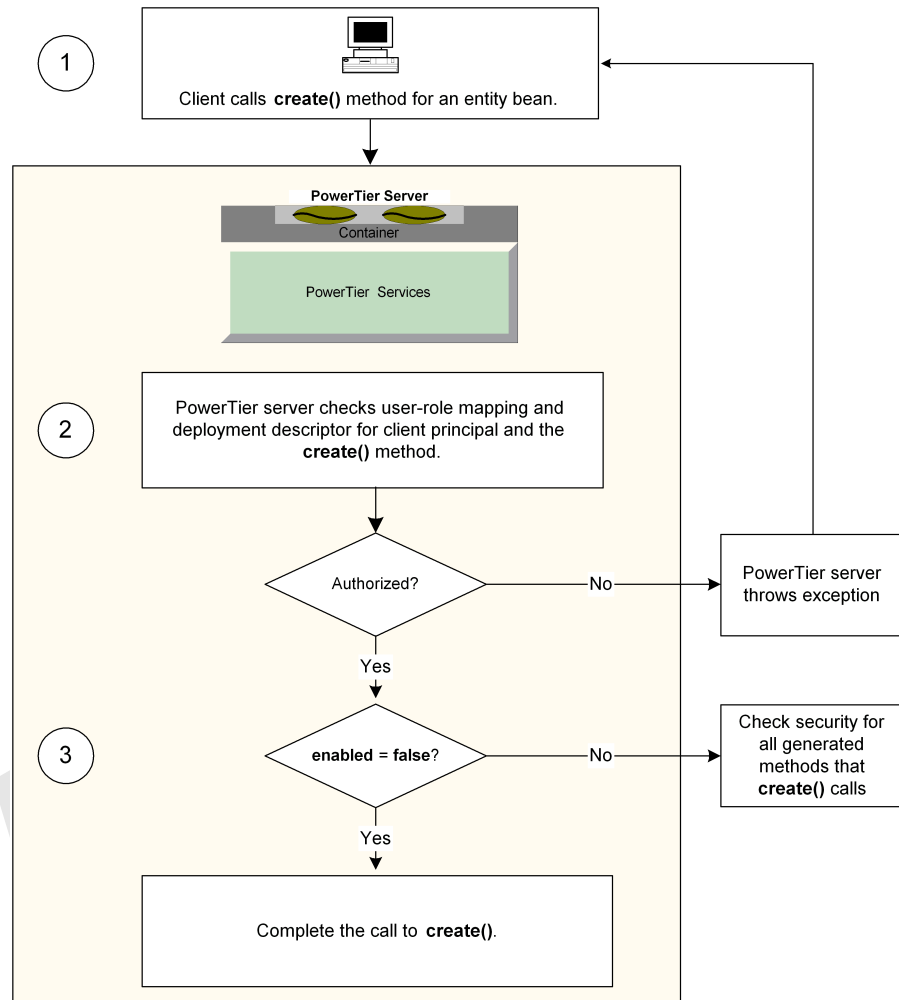 1
Client calls create() method for an entity bean.
PowerTier Server
Container
PowerTier Services
2
PowerTier server checks user-role mapping and
deployment descriptor for client principal and the
create() method.
Authorized?
No
PowerTier server
throws exception
Yes
3
enabled = false?
No
Check security for
all generated
methods that
create() calls
Yes
Complete the call to create().